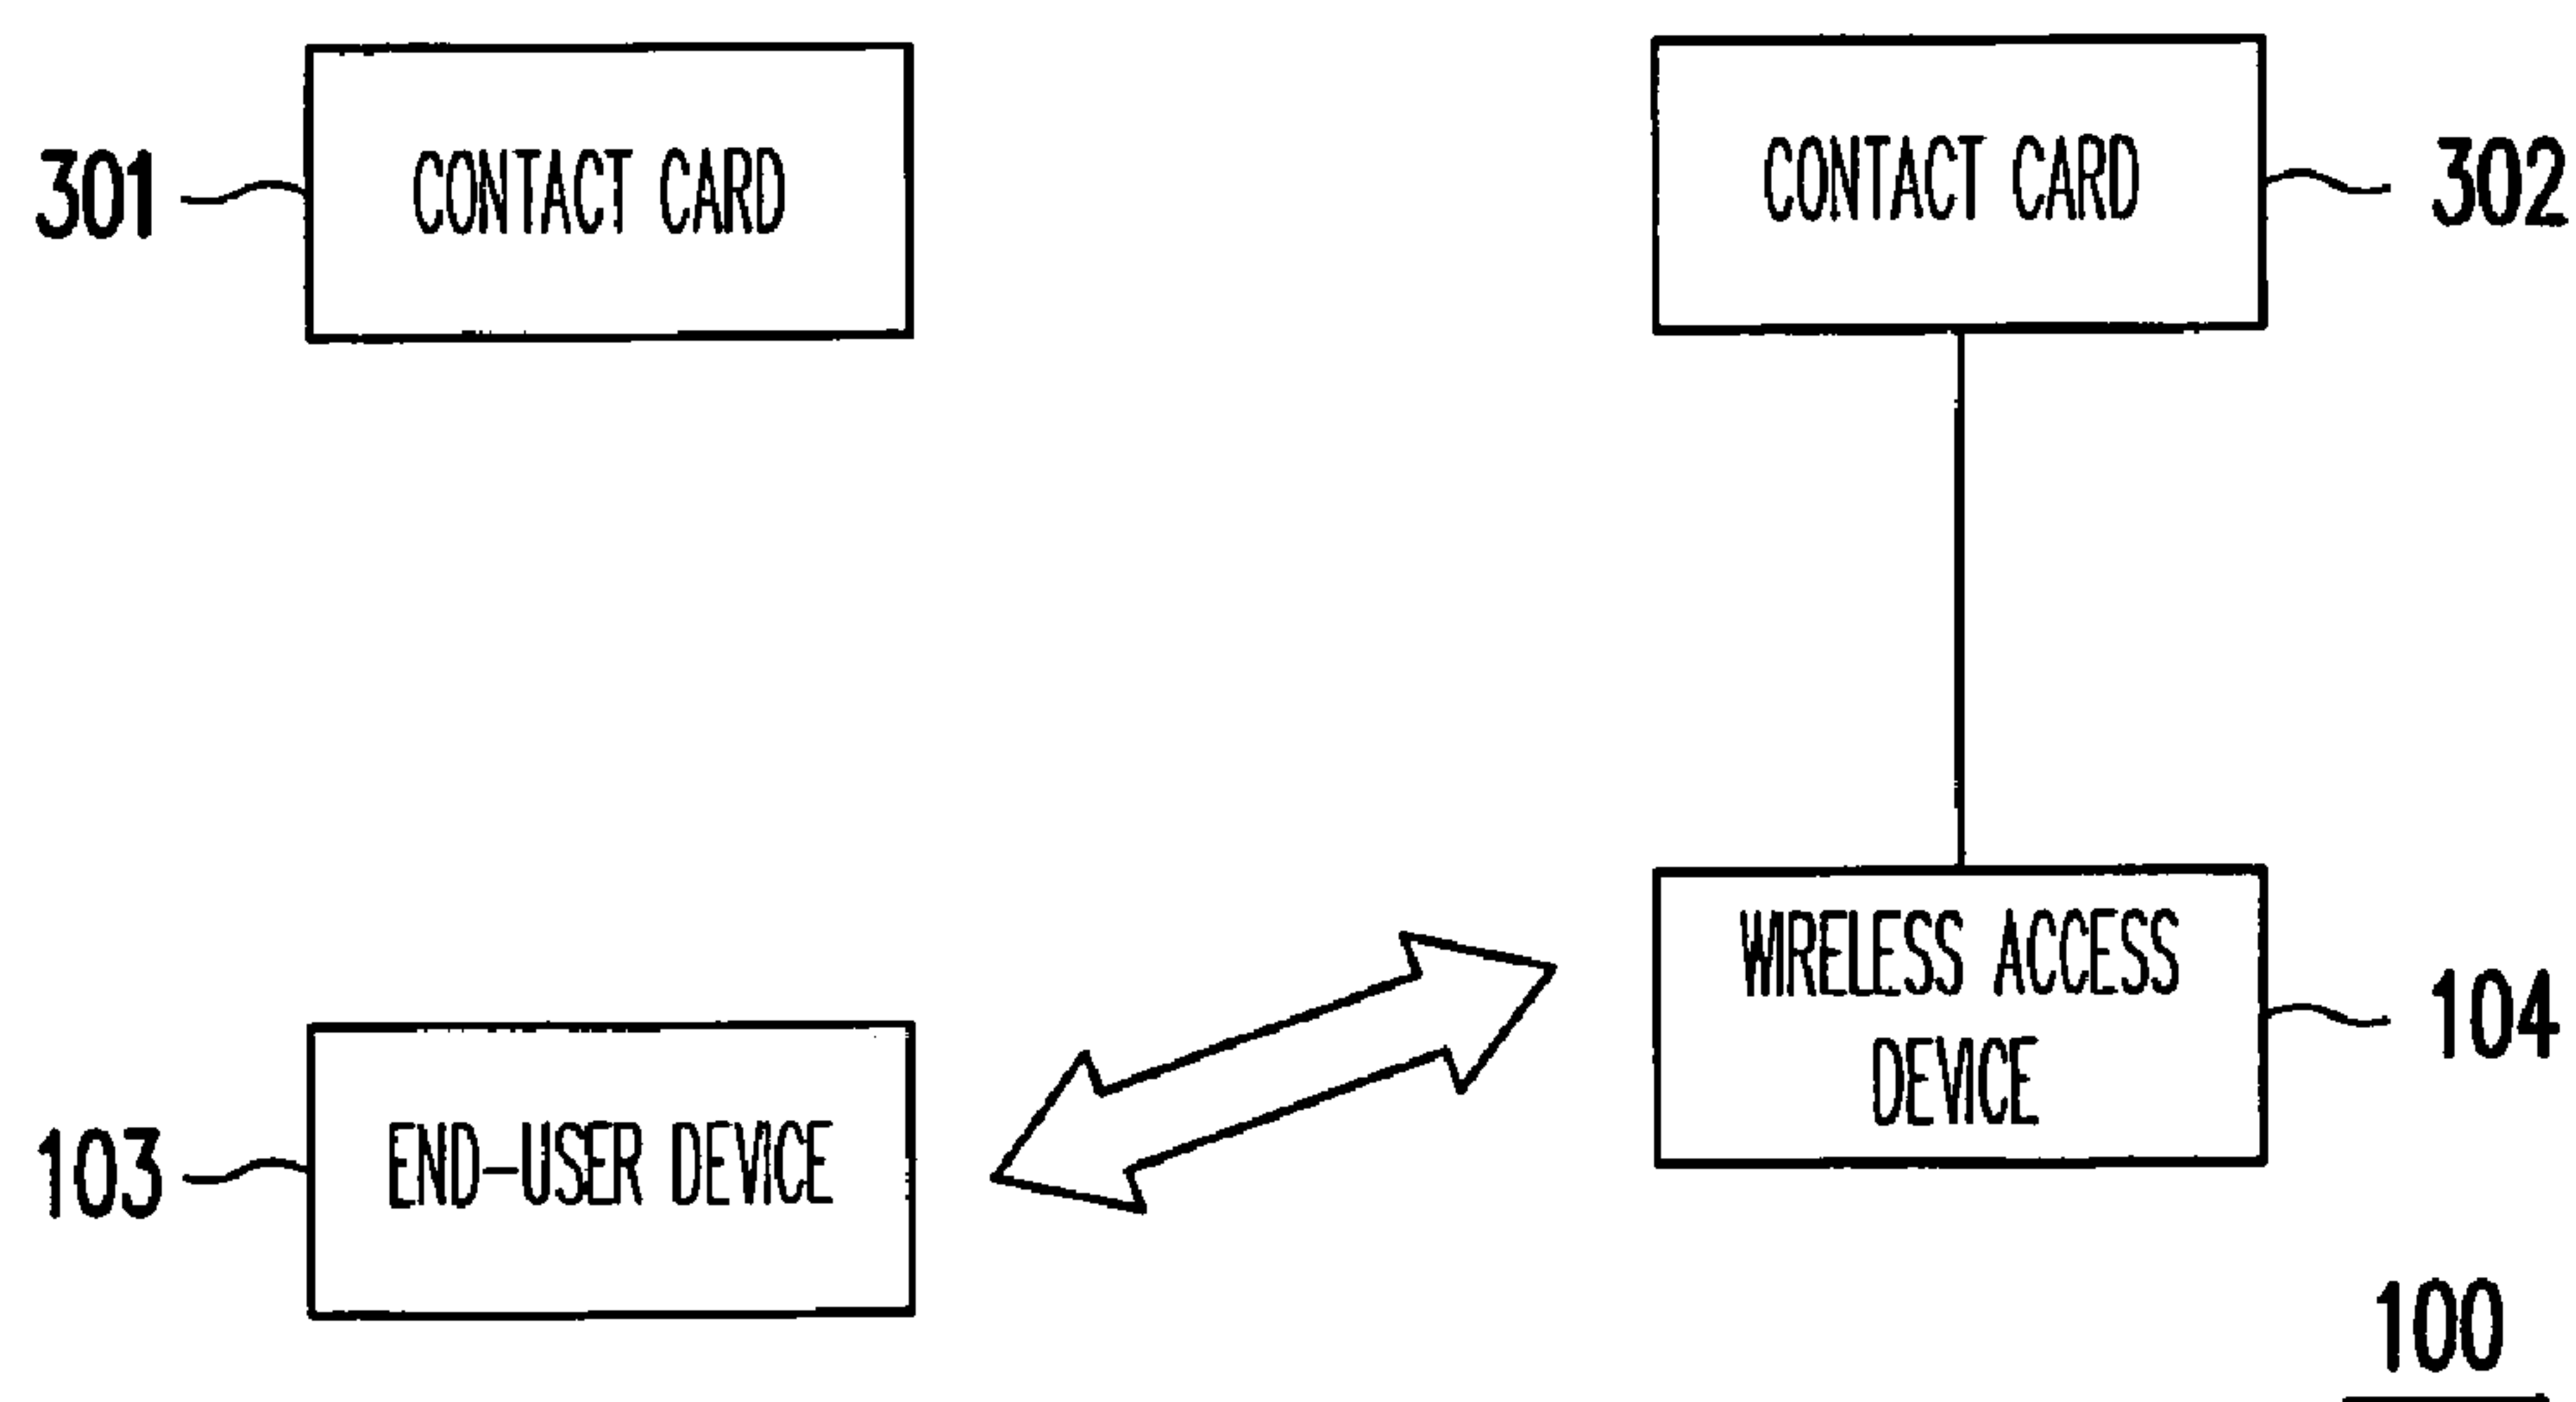 301
CONTACT CARD
CONTACT CARD
302
WIRELESS ACCESS
DEVICE
104
103
END-USER DEVICE
100